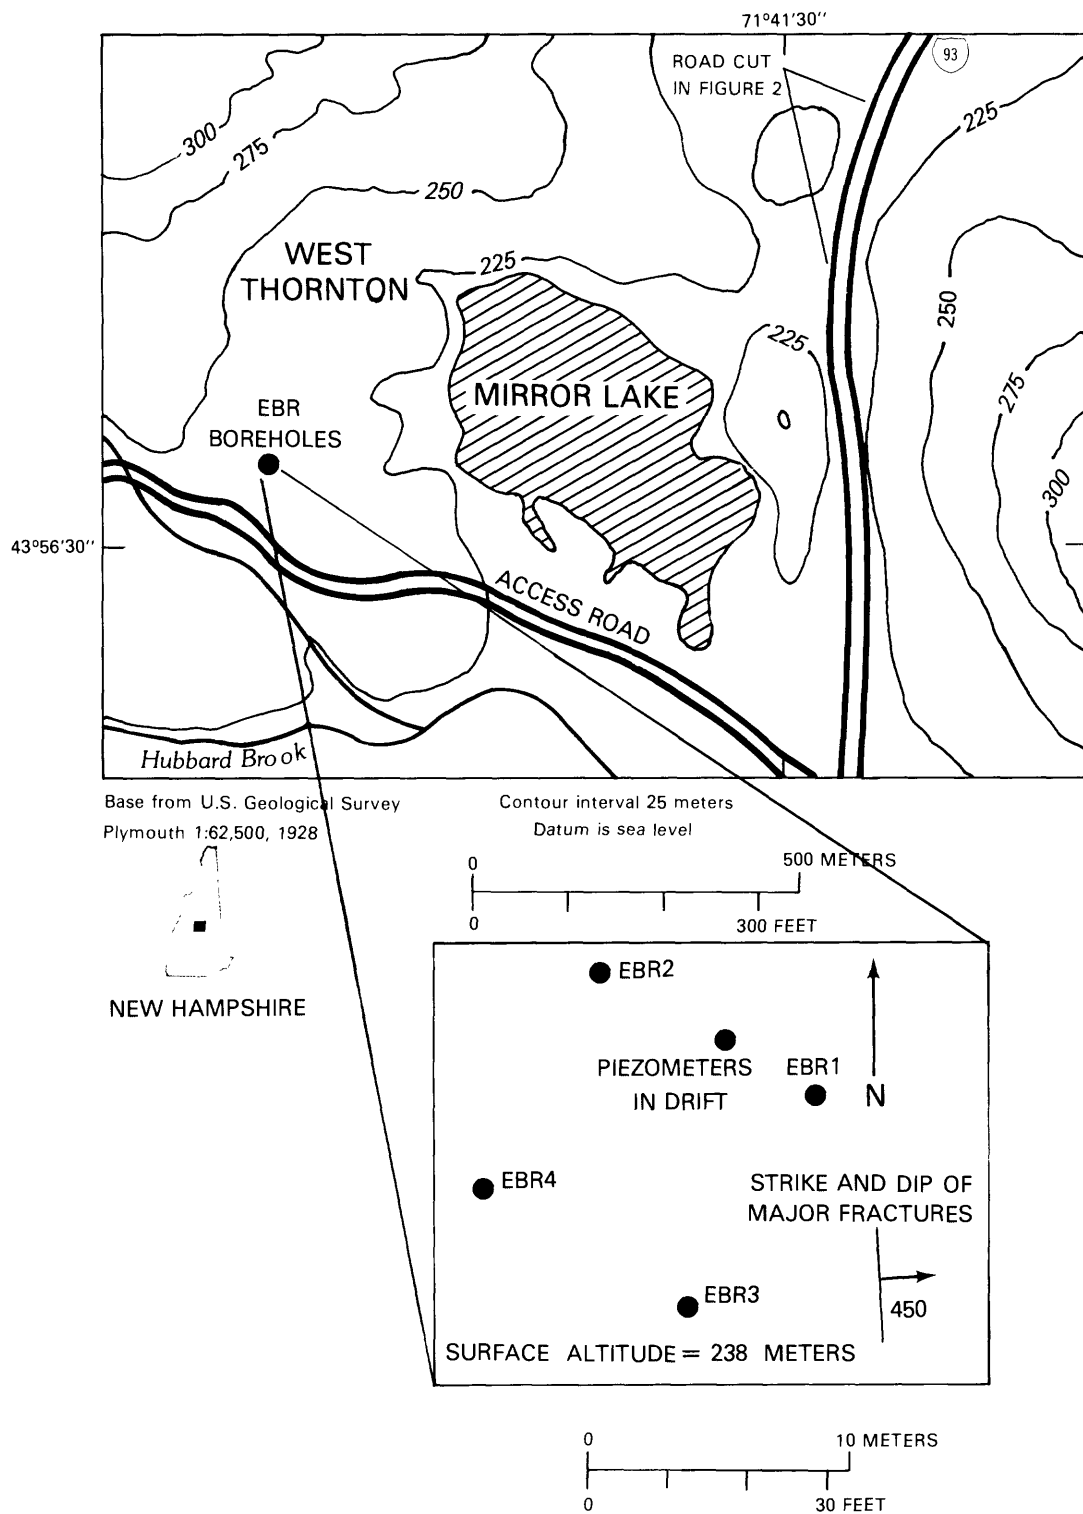 71°41'30''
ROAD CUT
IN FIGURE 2
93
225
300
275
250
WEST
THORNTON
225
225
250
275
300
MIRROR LAKE
EBR
BOREHOLES
43°56'30''
ACCESS ROAD
Hubbard Brook
Base from U.S. Geological Survey
Plymouth 1:62,500, 1928
Contour interval 25 meters
Datum is sea level
0 500 METERS
0 300 FEET
NEW HAMPSHIRE
EBR2
PIEZOMETERS
IN DRIFT
EBR1
N
EBR4
STRIKE AND DIP OF
MAJOR FRACTURES
450
EBR3
SURFACE ALTITUDE = 238 METERS
0 10 METERS
0 30 FEET